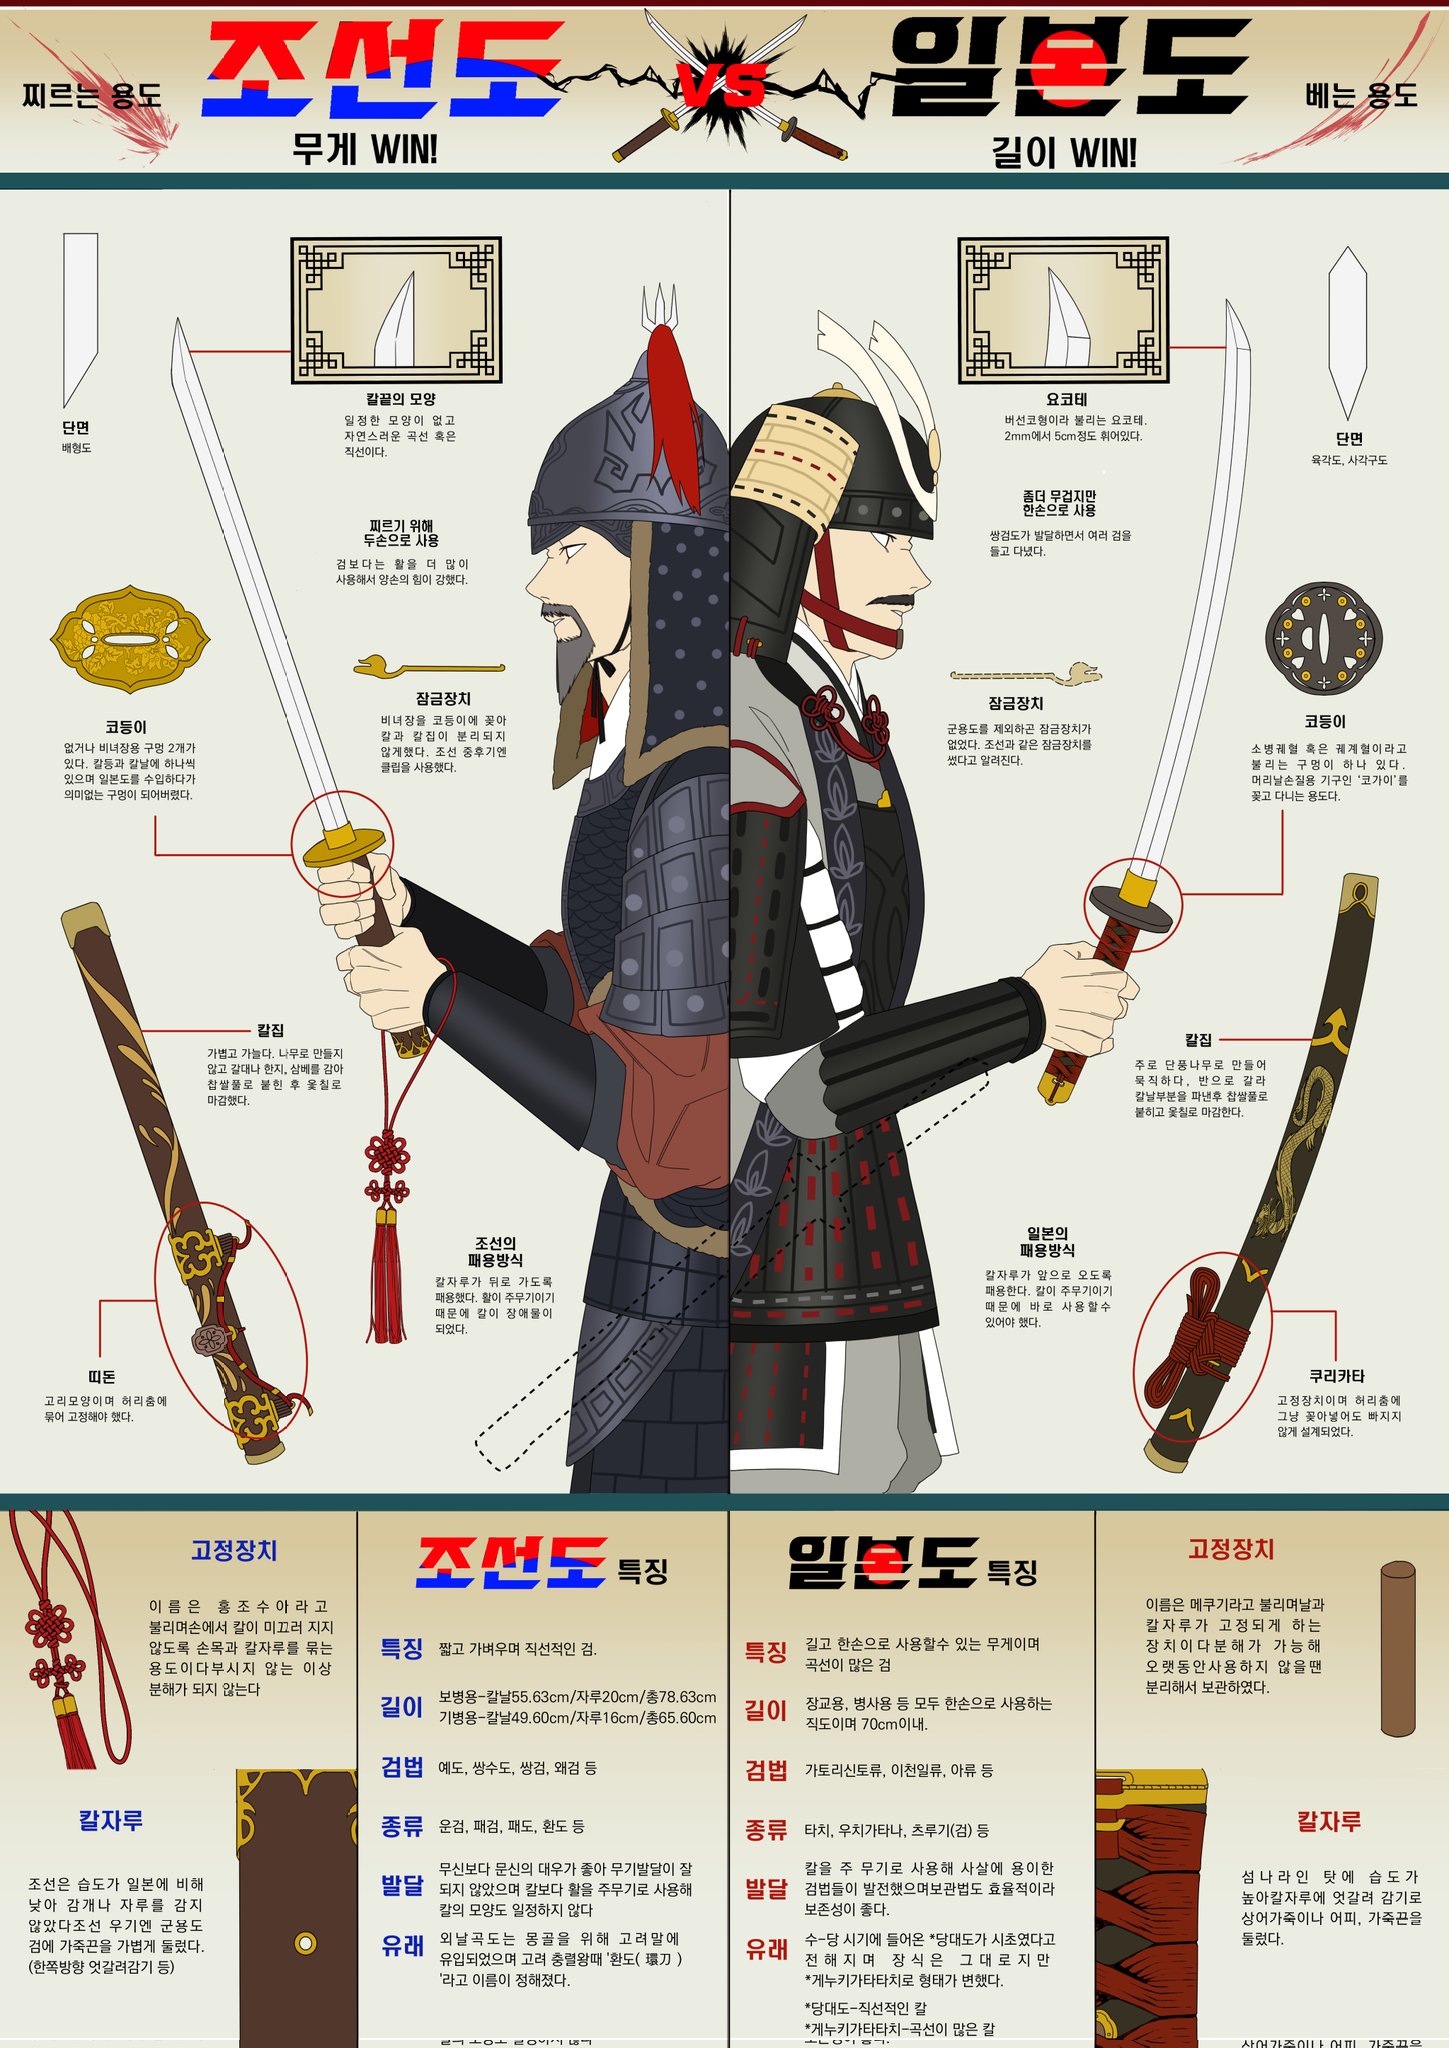 찌르는 용도
조선도
무게 WIN!
VS
일본도
길이 WIN!
베는 용도
단면
배형도
칼끝의 모양
일정한 모양이 없고
자연스러운 곡선 혹은
직선이다.
찌르기 위해
두손으로 사용
검보다는 활을 더 많이
사용해서 양손의 힘이 강했다.
코등이
없거나 비녀장용 구멍 2개가
있다. 칼등과 칼날에 하나씩
있으며 일본도를 수입하다가
의미없는 구멍이 되어버렸다.
잠금장치
비녀장을 코등이에 꽂아
칼과 칼집이 분리되지
않게했다. 조선 중후기엔
클립을 사용했다.
칼집
가볍고 가늘다. 나무로 만들지
않고 갈대나 한지, 삼베를 감아
찹쌀풀로 붙힌 후 옻칠로
마감했다.
조선의
패용방식
칼자루가 뒤로 가도록
패용했다. 활이 주무기이기
때문에 칼이 장애물이
되었다.
띠돈
고리모양이며 허리춤에
묶어 고정해야 했다.
요코테
버선코형이라 불리는 요코테.
2mm에서 5cm정도 휘어있다.
단면
육각도, 사각구도
좀더 무겁지만
한손으로 사용
쌍검도가 발달하면서 여러 검을
들고 다녔다.
잠금장치
군용도를 제외하곤 잠금장치가
없었다. 조선과 같은 잠금장치를
썼다고 알려진다.
코등이
소병궤혈 혹은 궤계혈이라고
불리는 구멍이 하나 있다.
머리날손질용 기구인 '코가이'를
꽂고 다니는 용도다.
칼집
주로 단풍나무로 만들어
묵직하다, 반으로 갈라
칼날부분을 파낸후 찹쌀풀로
붙히고 옻칠로 마감한다.
일본의
패용방식
칼자루가 앞으로 오도록
패용한다. 칼이 주무기이기
때문에 바로 사용할수
있어야 했다.
쿠리카타
고정장치이며 허리춤에
그냥 꽂아넣어도 빠지지
않게 설계되었다.
고정장치
이름은 홍조수아라고
불리며손에서 칼이 미끄러 지지
않도록 손목과 칼자루를 묶는
용도이다부시지 않는 이상
분해가 되지 않는다
칼자루
조선은 습도가 일본에 비해
낮아 감개나 자루를 감지
않았다조선 우기엔 군용도
검에 가죽끈을 가볍게 둘렀다.
(한쪽방향 엇갈려감기 등)
조선도 특징
특징 짧고 가벼우며 직선적인 검.
길이 보병용-칼날55.63cm/자루20cm/총78.63cm
기병용-칼날49.60cm/자루16cm/총65.60cm
검법 예도, 쌍수도, 쌍검, 왜검 등
종류 운검, 패검, 패도, 환도 등
발달 무신보다 문신의 대우가 좋아 무기발달이 잘
되지 않았으며 칼보다 활을 주무기로 사용해
칼의 모양도 일정하지 않다
유래 외날곡도는 몽골을 위해 고려말에
유입되었으며 고려 충렬왕때 '환도( 環刀 )
'라고 이름이 정해졌다.
일본도 특징
특징 길고 한손으로 사용할수 있는 무게이며
곡선이 많은 검
길이 장교용, 병사용 등 모두 한손으로 사용하는
직도이며 70cm이내.
검법 가토리신토류, 이천일류, 아류 등
종류 타치, 우치가타나, 츠루기(검) 등
발달 칼을 주 무기로 사용해 사살에 용이한
검법들이 발전했으며보관법도 효율적이라
보존성이 좋다.
유래 수-당 시기에 들어온 *당대도가 시초였다고
전해지며 장식은 그대로지만
*게누키가타타치로 형태가 변했다.
*당대도-직선적인 칼
*게누키가타타치-곡선이 많은 칼
고정장치
이름은 메쿠기라고 불리며날과
칼자루가 고정되게 하는
장치이다분해가 가능해
오랫동안사용하지 않을땐
분리해서 보관하였다.
칼자루
섬나라인 탓에 습도가
높아칼자루에 엇갈려 감기로
상어가죽이나 어피, 가죽끈을
둘렀다.
상어가죽이나 어피, 가죽끈을